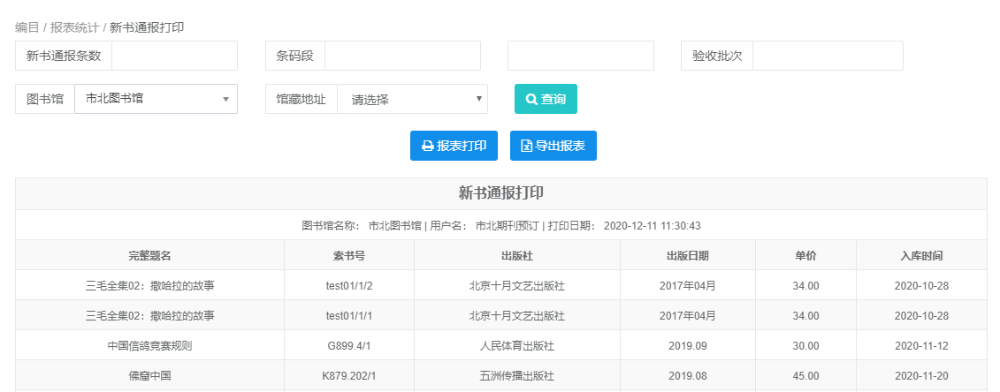 编目 / 报表统计 / 新书通报打印
新书通报条数 条码段 验收批次
图书馆 市北图书馆 馆藏地址 请选择 查询
报表打印 导出报表
新书通报打印
图书馆名称： 市北图书馆 | 用户名： 市北期刊预订 | 打印日期： 2020-12-11 11:30:43
完整题名 索书号 出版社 出版日期 单价 入库时间
三毛全集02：撒哈拉的故事 test01/1/2 北京十月文艺出版社 2017年04月 34.00 2020-10-28
三毛全集02：撒哈拉的故事 test01/1/1 北京十月文艺出版社 2017年04月 34.00 2020-10-28
中国信鸽竞赛规则 G899.4/1 人民体育出版社 2019.09 30.00 2020-11-12
佛窟中国 K879.202/1 五洲传播出版社 2019.08 45.00 2020-11-20